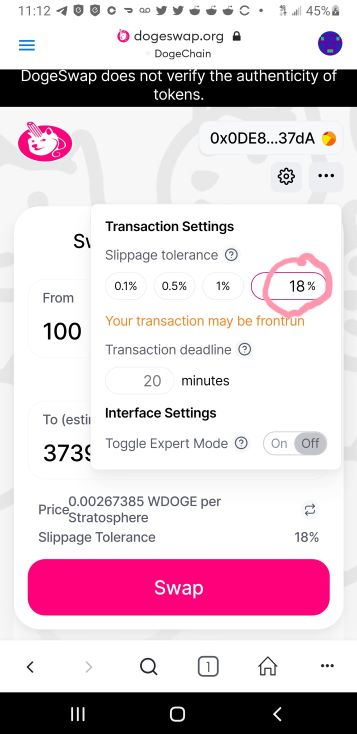 11:12
45%
dogeswap.org
DogeChain
DogeSwap does not verify the authenticity of
tokens.
0x0DE8...37dA
Transaction Settings
Slippage tolerance
0.1% 0.5% 1% 18%
Your transaction may be frontrun
Transaction deadline
20 minutes
Interface Settings
Toggle Expert Mode On Off
From
100
To (esti
3739
Price 0.00267385 WDOGE per
Stratosphere
Slippage Tolerance 18%
Swap
1